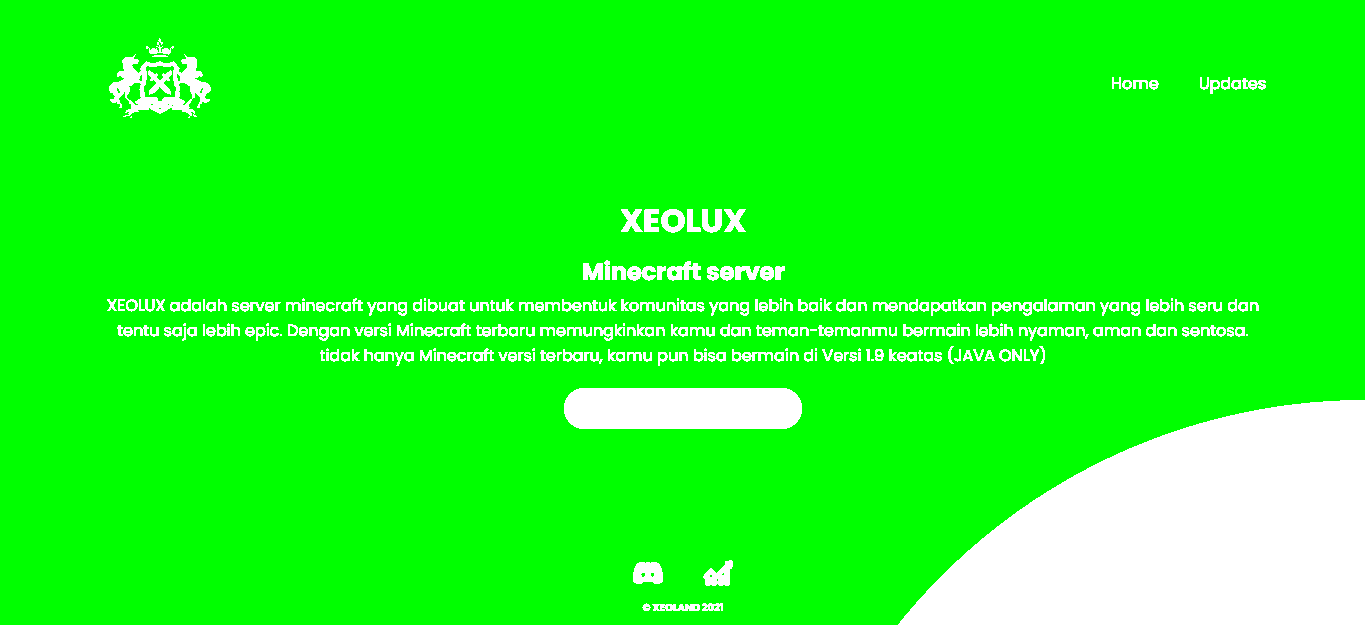 Home Updates
XEOLUX
Minecraft server
XEOLUX adalah server minecraft yang dibuat untuk membentuk komunitas yang lebih baik dan mendapatkan pengalaman yang lebih seru dan
tentu saja lebih epic. Dengan versi Minecraft terbaru memungkinkan kamu dan teman-temanmu bermain lebih nyaman, aman dan sentosa.
tidak hanya Minecraft versi terbaru, kamu pun bisa bermain di Versi 1.9 keatas (JAVA ONLY)
© XEOLAND 2021